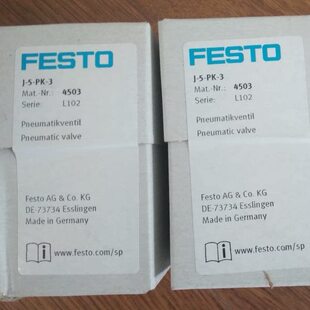 FESTO
J-5-PK-3
Mat.-Nr.: 4503
Serie: L102
Pneumatikventil
Pneumatic valve
Festo AG & Co. KG
DE-73734 Esslingen
Made in Germany
www.festo.com/sp
FESTO
J-5-PK-3
Mat.-Nr.: 4503
Serie: L102
Pneumatikventil
Pneumatic valve
Festo AG & Co. KG
DE-73734 Esslingen
Made in Germany
www.festo.com/sp